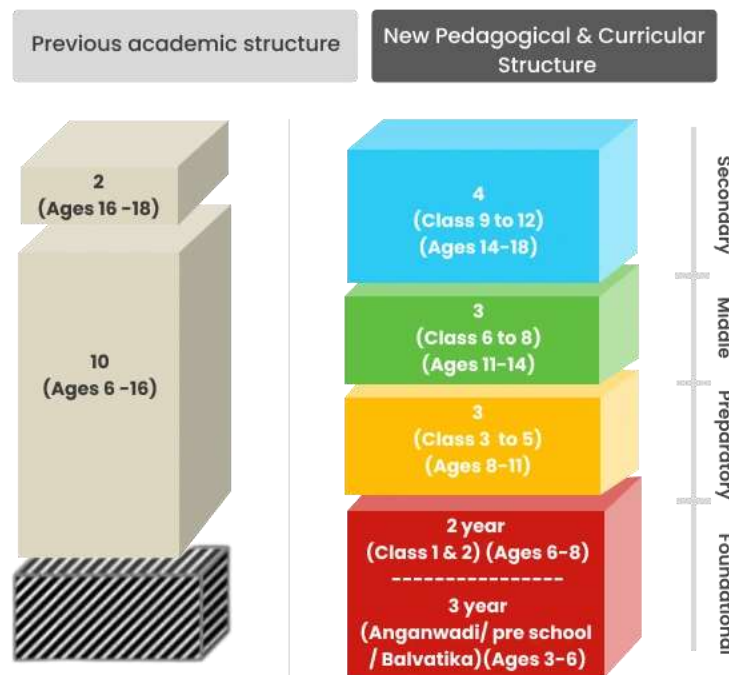 Previous academic structure
New Pedagogical & Curricular
Structure
2
(Ages 16 -18)
10
(Ages 6 -16)
4
(Class 9 to 12)
(Ages 14-18)
3
(Class 6 to 8)
(Ages 11-14)
3
(Class 3 to 5)
(Ages 8-11)
2 year
(Class 1 & 2) (Ages 6-8)
----------------
3 year
(Anganwadi/ pre school
/ Balvatika)(Ages 3-6)
Secondary
Middle
Preparatory
Foundational